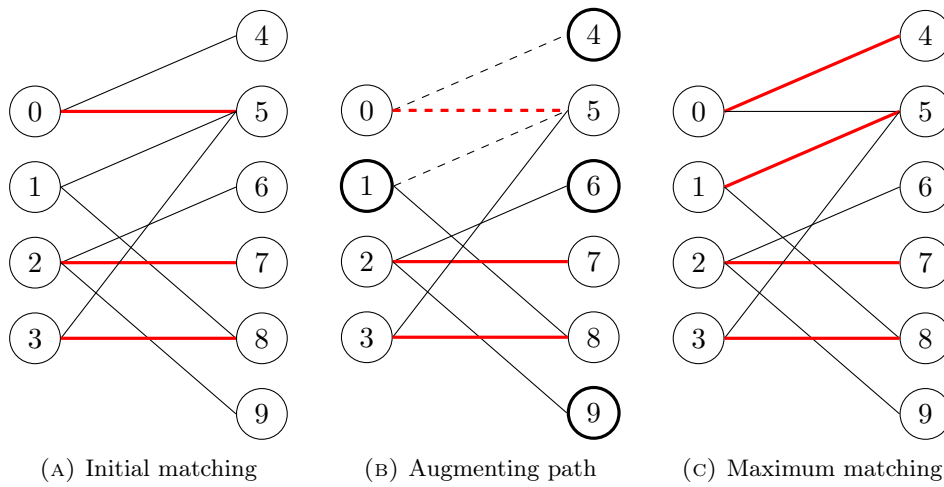 4 4 4
0 5 0 5 0 5
1 6 1 6 1 6
2 7 2 7 2 7
3 8 3 8 3 8
9 9 9
(A) Initial matching (B) Augmenting path (C) Maximum matching